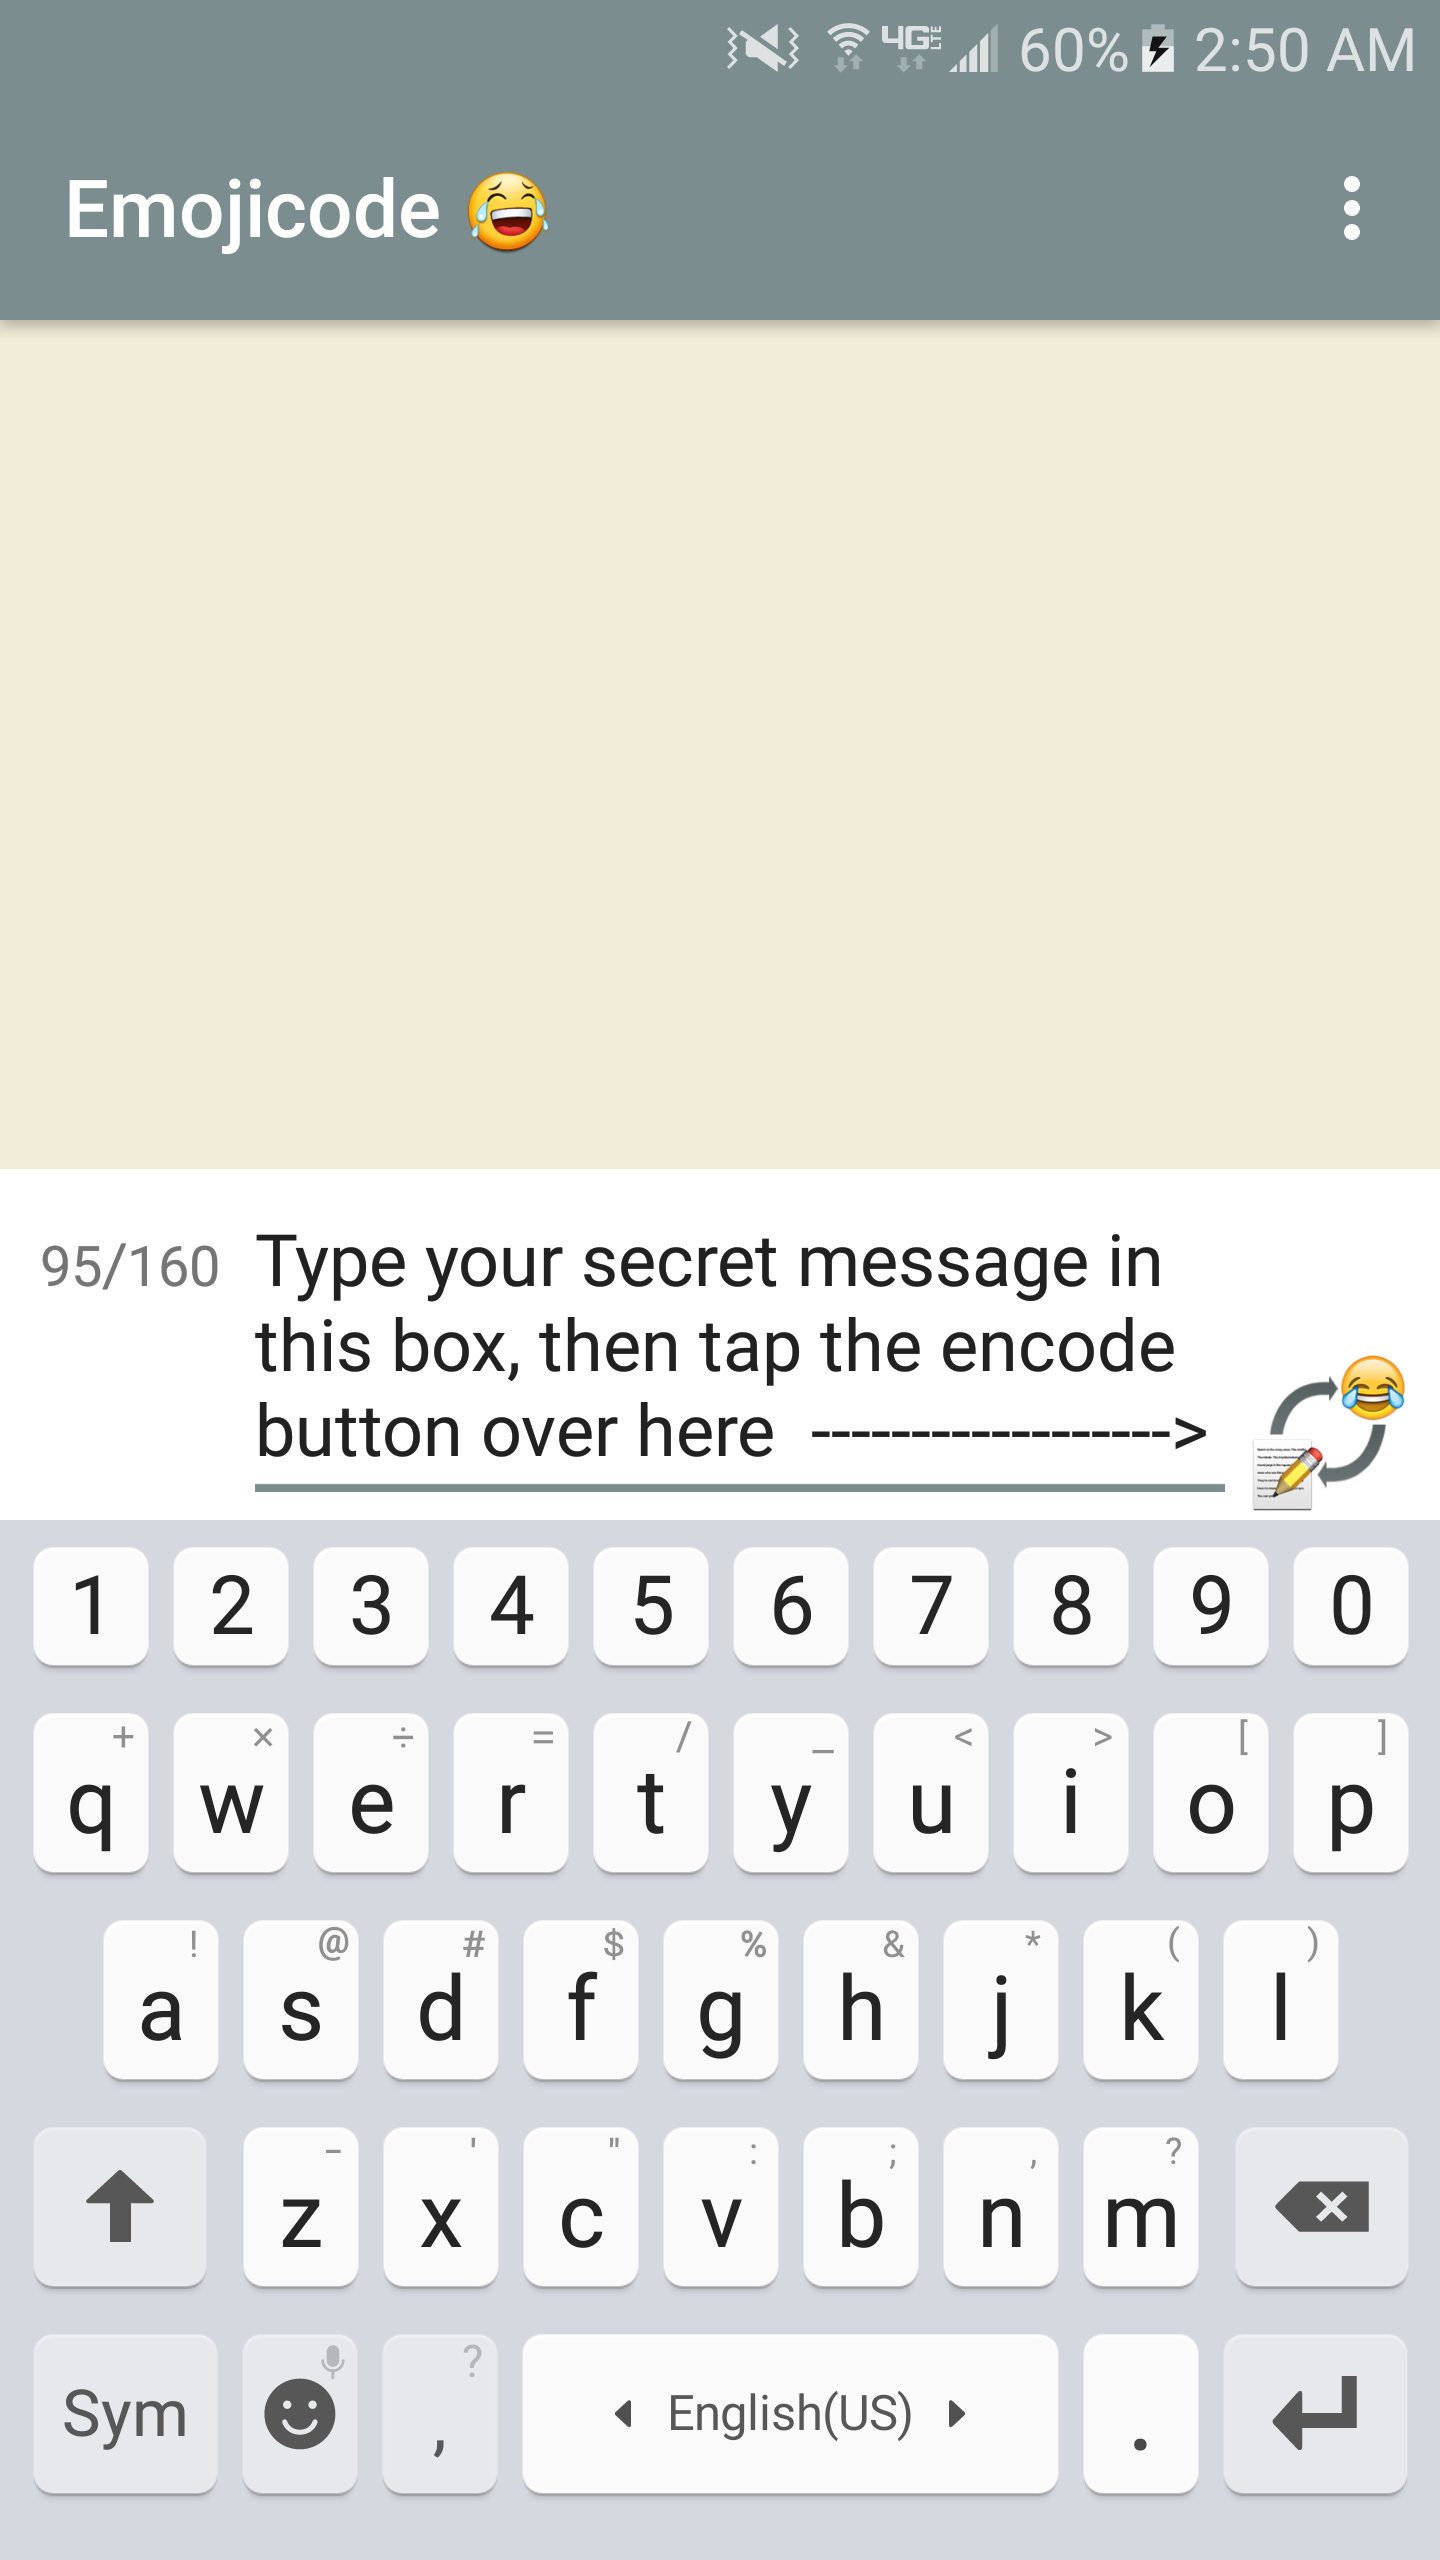 4G LTE 60% 2:50 AM
Emojicode 😂
95/160 Type your secret message in
this box, then tap the encode
button over here ------------------>
1 2 3 4 5 6 7 8 9 0
+ × ÷ = / _ < > [ ]
q w e r t y u i o p
! @ # $ % & * ( )
a s d f g h j k l
- ' " : ; , ?
z x c v b n m
?
Sym , English(US) .